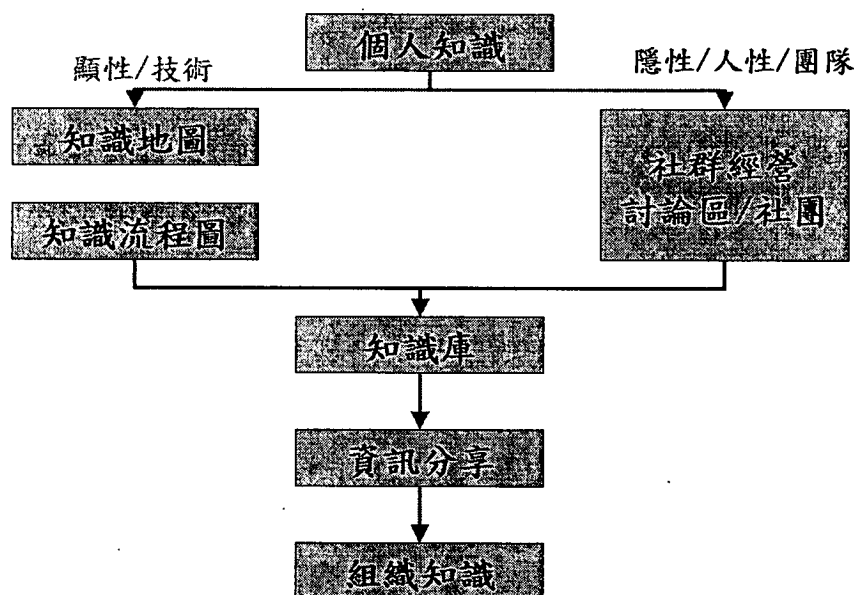 個人知識
顯性/技術
隱性/人性/團隊
知識地圖
社群經營
討論區/社團
知識流程圖
知識庫
資訊分享
組織知識